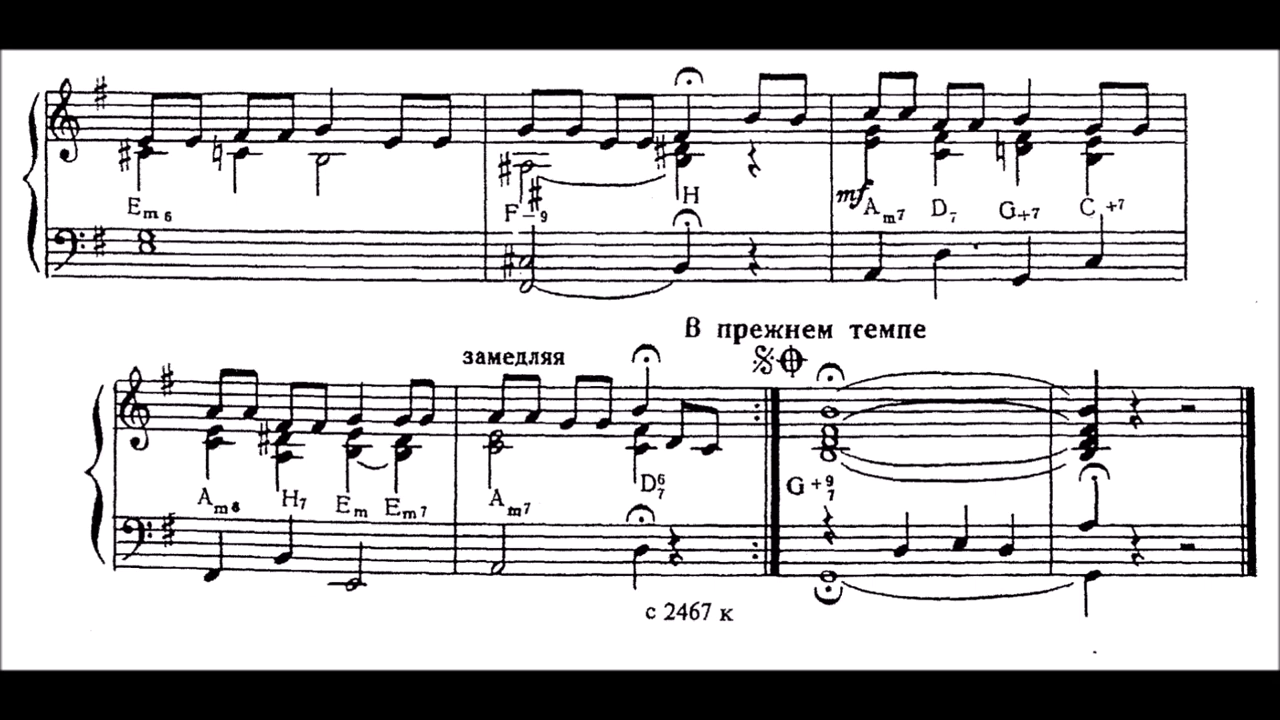 Em6 F#-9 H mf Am7 D7 G+7 C+7
В прежнем темпе
замедляя
Am6 H7 Em Em7 Am7 D67 G+97
с 2467 к